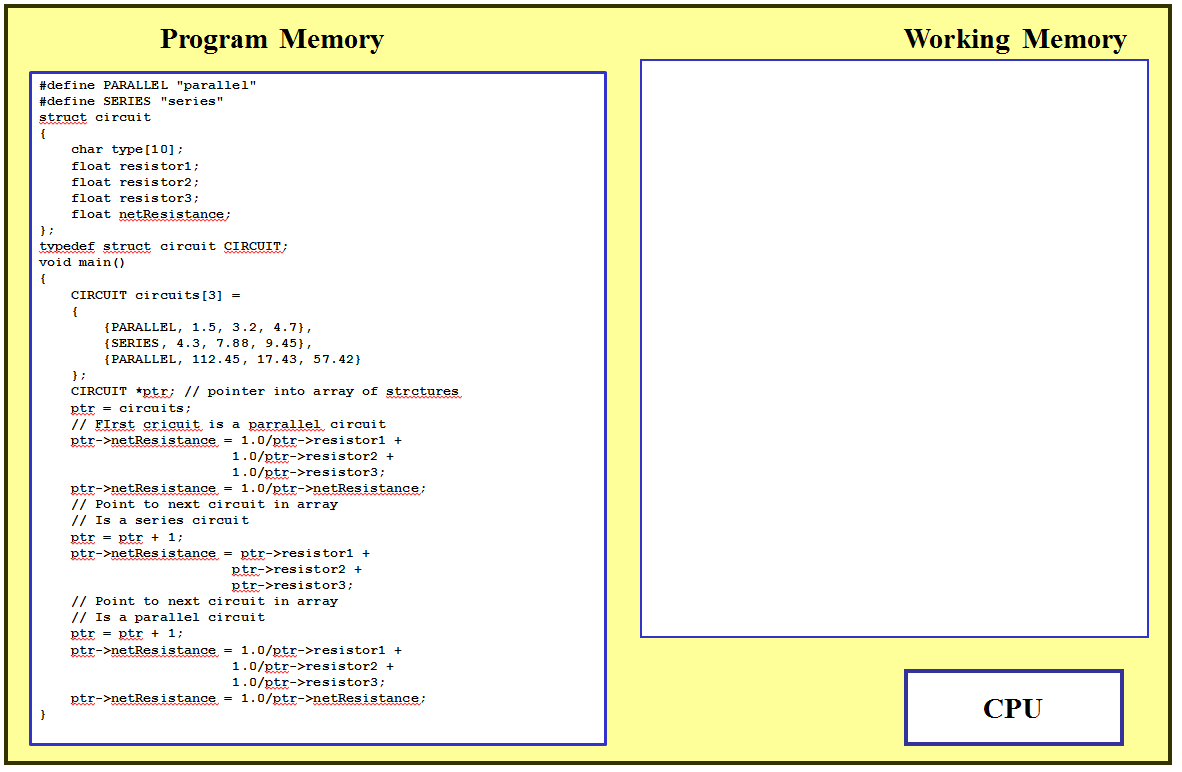 Program Memory
Working Memory
#define PARALLEL "parallel"
#define SERIES "series"
struct circuit
{
    char type[10];
    float resistor1;
    float resistor2;
    float resistor3;
    float netResistance;
};
typedef struct circuit CIRCUIT;
void main()
{
    CIRCUIT circuits[3] =
    {
        {PARALLEL, 1.5, 3.2, 4.7},
        {SERIES, 4.3, 7.88, 9.45},
        {PARALLEL, 112.45, 17.43, 57.42}
    };
    CIRCUIT *ptr; // pointer into array of strctures
    ptr = circuits;
    // FIrst cricuit is a parrallel circuit
    ptr->netResistance = 1.0/ptr->resistor1 +
                        1.0/ptr->resistor2 +
                        1.0/ptr->resistor3;
    ptr->netResistance = 1.0/ptr->netResistance;
    // Point to next circuit in array
    // Is a series circuit
    ptr = ptr + 1;
    ptr->netResistance = ptr->resistor1 +
                        ptr->resistor2 +
                        ptr->resistor3;
    // Point to next circuit in array
    // Is a parallel circuit
    ptr = ptr + 1;
    ptr->netResistance = 1.0/ptr->resistor1 +
                        1.0/ptr->resistor2 +
                        1.0/ptr->resistor3;
    ptr->netResistance = 1.0/ptr->netResistance;
}
CPU